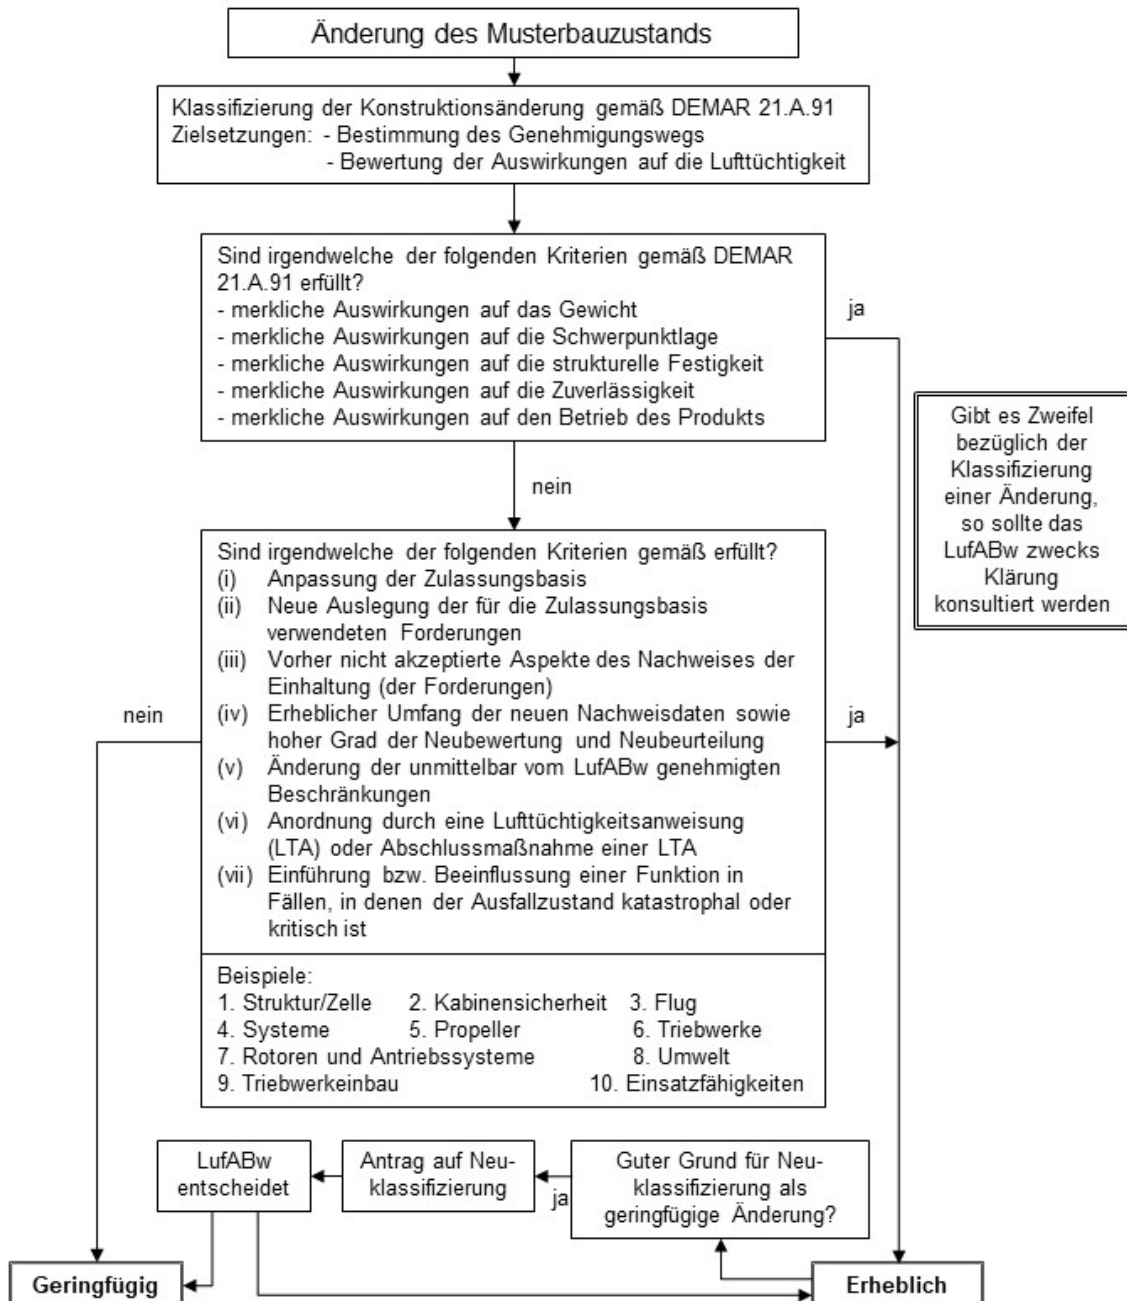 Änderung des Musterbauzustands
Klassifizierung der Konstruktionsänderung gemäß DEMAR 21.A.91
Zielsetzungen: - Bestimmung des Genehmigungswegs
- Bewertung der Auswirkungen auf die Lufttüchtigkeit
Sind irgendwelche der folgenden Kriterien gemäß DEMAR
21.A.91 erfüllt?
- merkliche Auswirkungen auf das Gewicht
- merkliche Auswirkungen auf die Schwerpunktlage
- merkliche Auswirkungen auf die strukturelle Festigkeit
- merkliche Auswirkungen auf die Zuverlässigkeit
- merkliche Auswirkungen auf den Betrieb des Produkts
ja
Gibt es Zweifel
bezüglich der
Klassifizierung
einer Änderung,
so sollte das
LufABw zwecks
Klärung
konsultiert werden
nein
Sind irgendwelche der folgenden Kriterien gemäß erfüllt?
(i) Anpassung der Zulassungsbasis
(ii) Neue Auslegung der für die Zulassungsbasis
verwendeten Forderungen
(iii) Vorher nicht akzeptierte Aspekte des Nachweises der
Einhaltung (der Forderungen)
(iv) Erheblicher Umfang der neuen Nachweisdaten sowie
hoher Grad der Neubewertung und Neubeurteilung
(v) Änderung der unmittelbar vom LufABw genehmigten
Beschränkungen
(vi) Anordnung durch eine Lufttüchtigkeitsanweisung
(LTA) oder Abschlussmaßnahme einer LTA
(vii) Einführung bzw. Beeinflussung einer Funktion in
Fällen, in denen der Ausfallzustand katastrophal oder
kritisch ist
nein
ja
Beispiele:
1. Struktur/Zelle 2. Kabinensicherheit 3. Flug
4. Systeme 5. Propeller 6. Triebwerke
7. Rotoren und Antriebssysteme 8. Umwelt
9. Triebwerkeinbau 10. Einsatzfähigkeiten
LufABw
entscheidet
Antrag auf Neu-
klassifizierung
ja
Guter Grund für Neu-
klassifizierung als
geringfügige Änderung?
Geringfügig
Erheblich